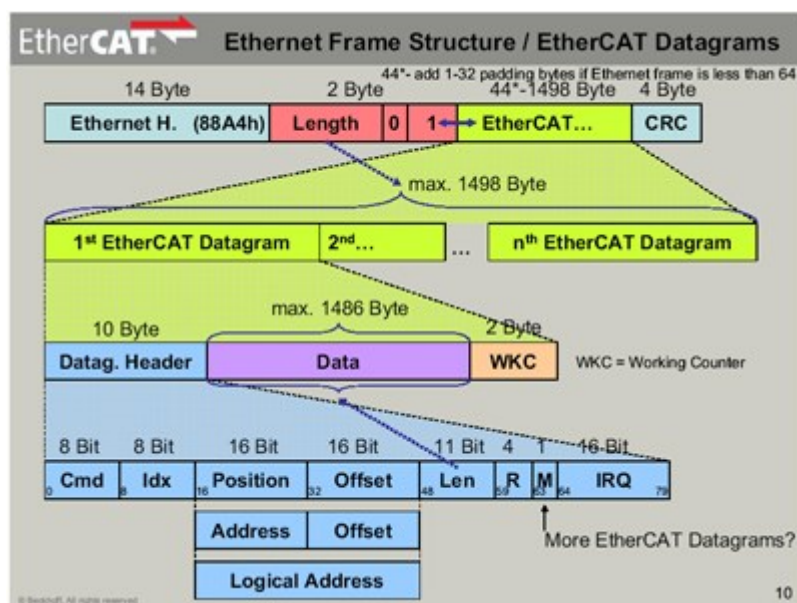 EtherCAT. Ethernet Frame Structure / EtherCAT Datagrams
44*- add 1-32 padding bytes if Ethernet frame is less than 64
14 Byte 2 Byte 44*-1498 Byte 4 Byte
Ethernet H. (88A4h) Length 0 1 EtherCAT... CRC
max. 1498 Byte
1st EtherCAT Datagram 2nd... ... nth EtherCAT Datagram
max. 1486 Byte
10 Byte 2 Byte
Datag. Header Data WKC WKC = Working Counter
8 Bit 8 Bit 16 Bit 16 Bit 11 Bit 4 1 16 Bit
Cmd Idx Position Offset Len R M IRQ
0 8 16 32 48 59 63 64 79
Address Offset
More EtherCAT Datagrams?
Logical Address
© Beckhoff. All rights reserved 10